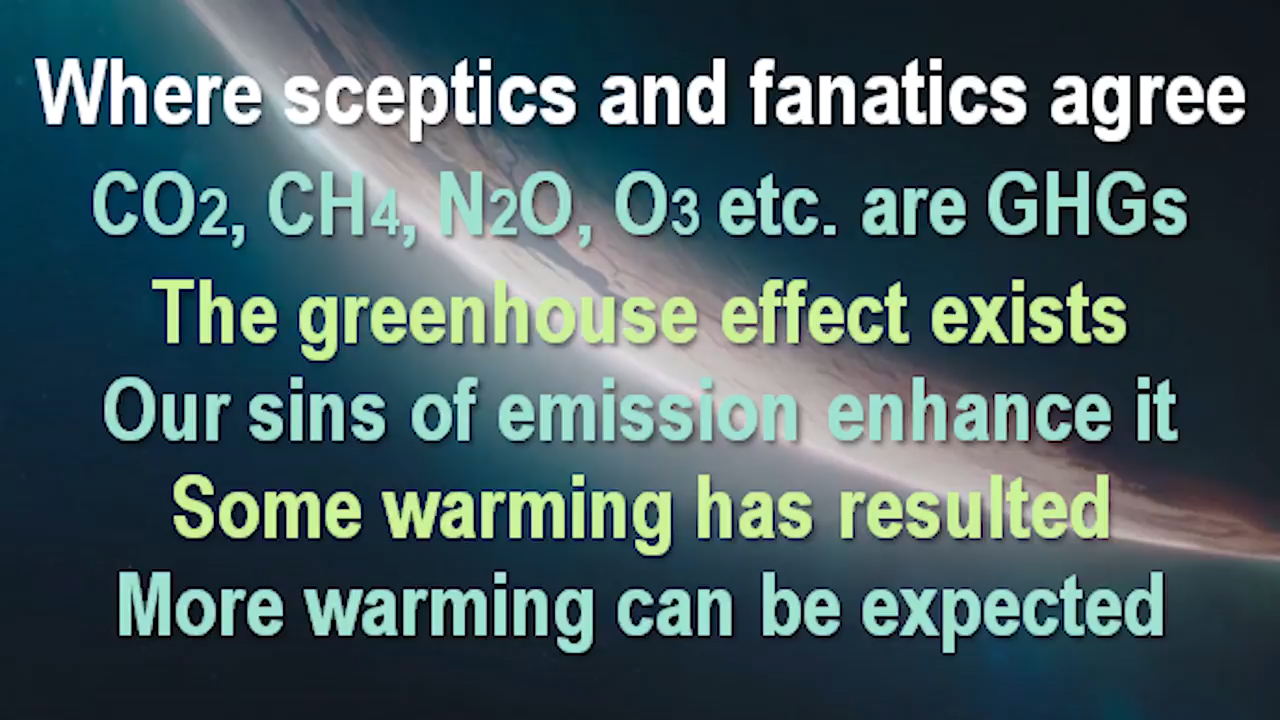 Where sceptics and fanatics agree
CO2, CH4, N2O, O3 etc. are GHGs
The greenhouse effect exists
Our sins of emission enhance it
Some warming has resulted
More warming can be expected